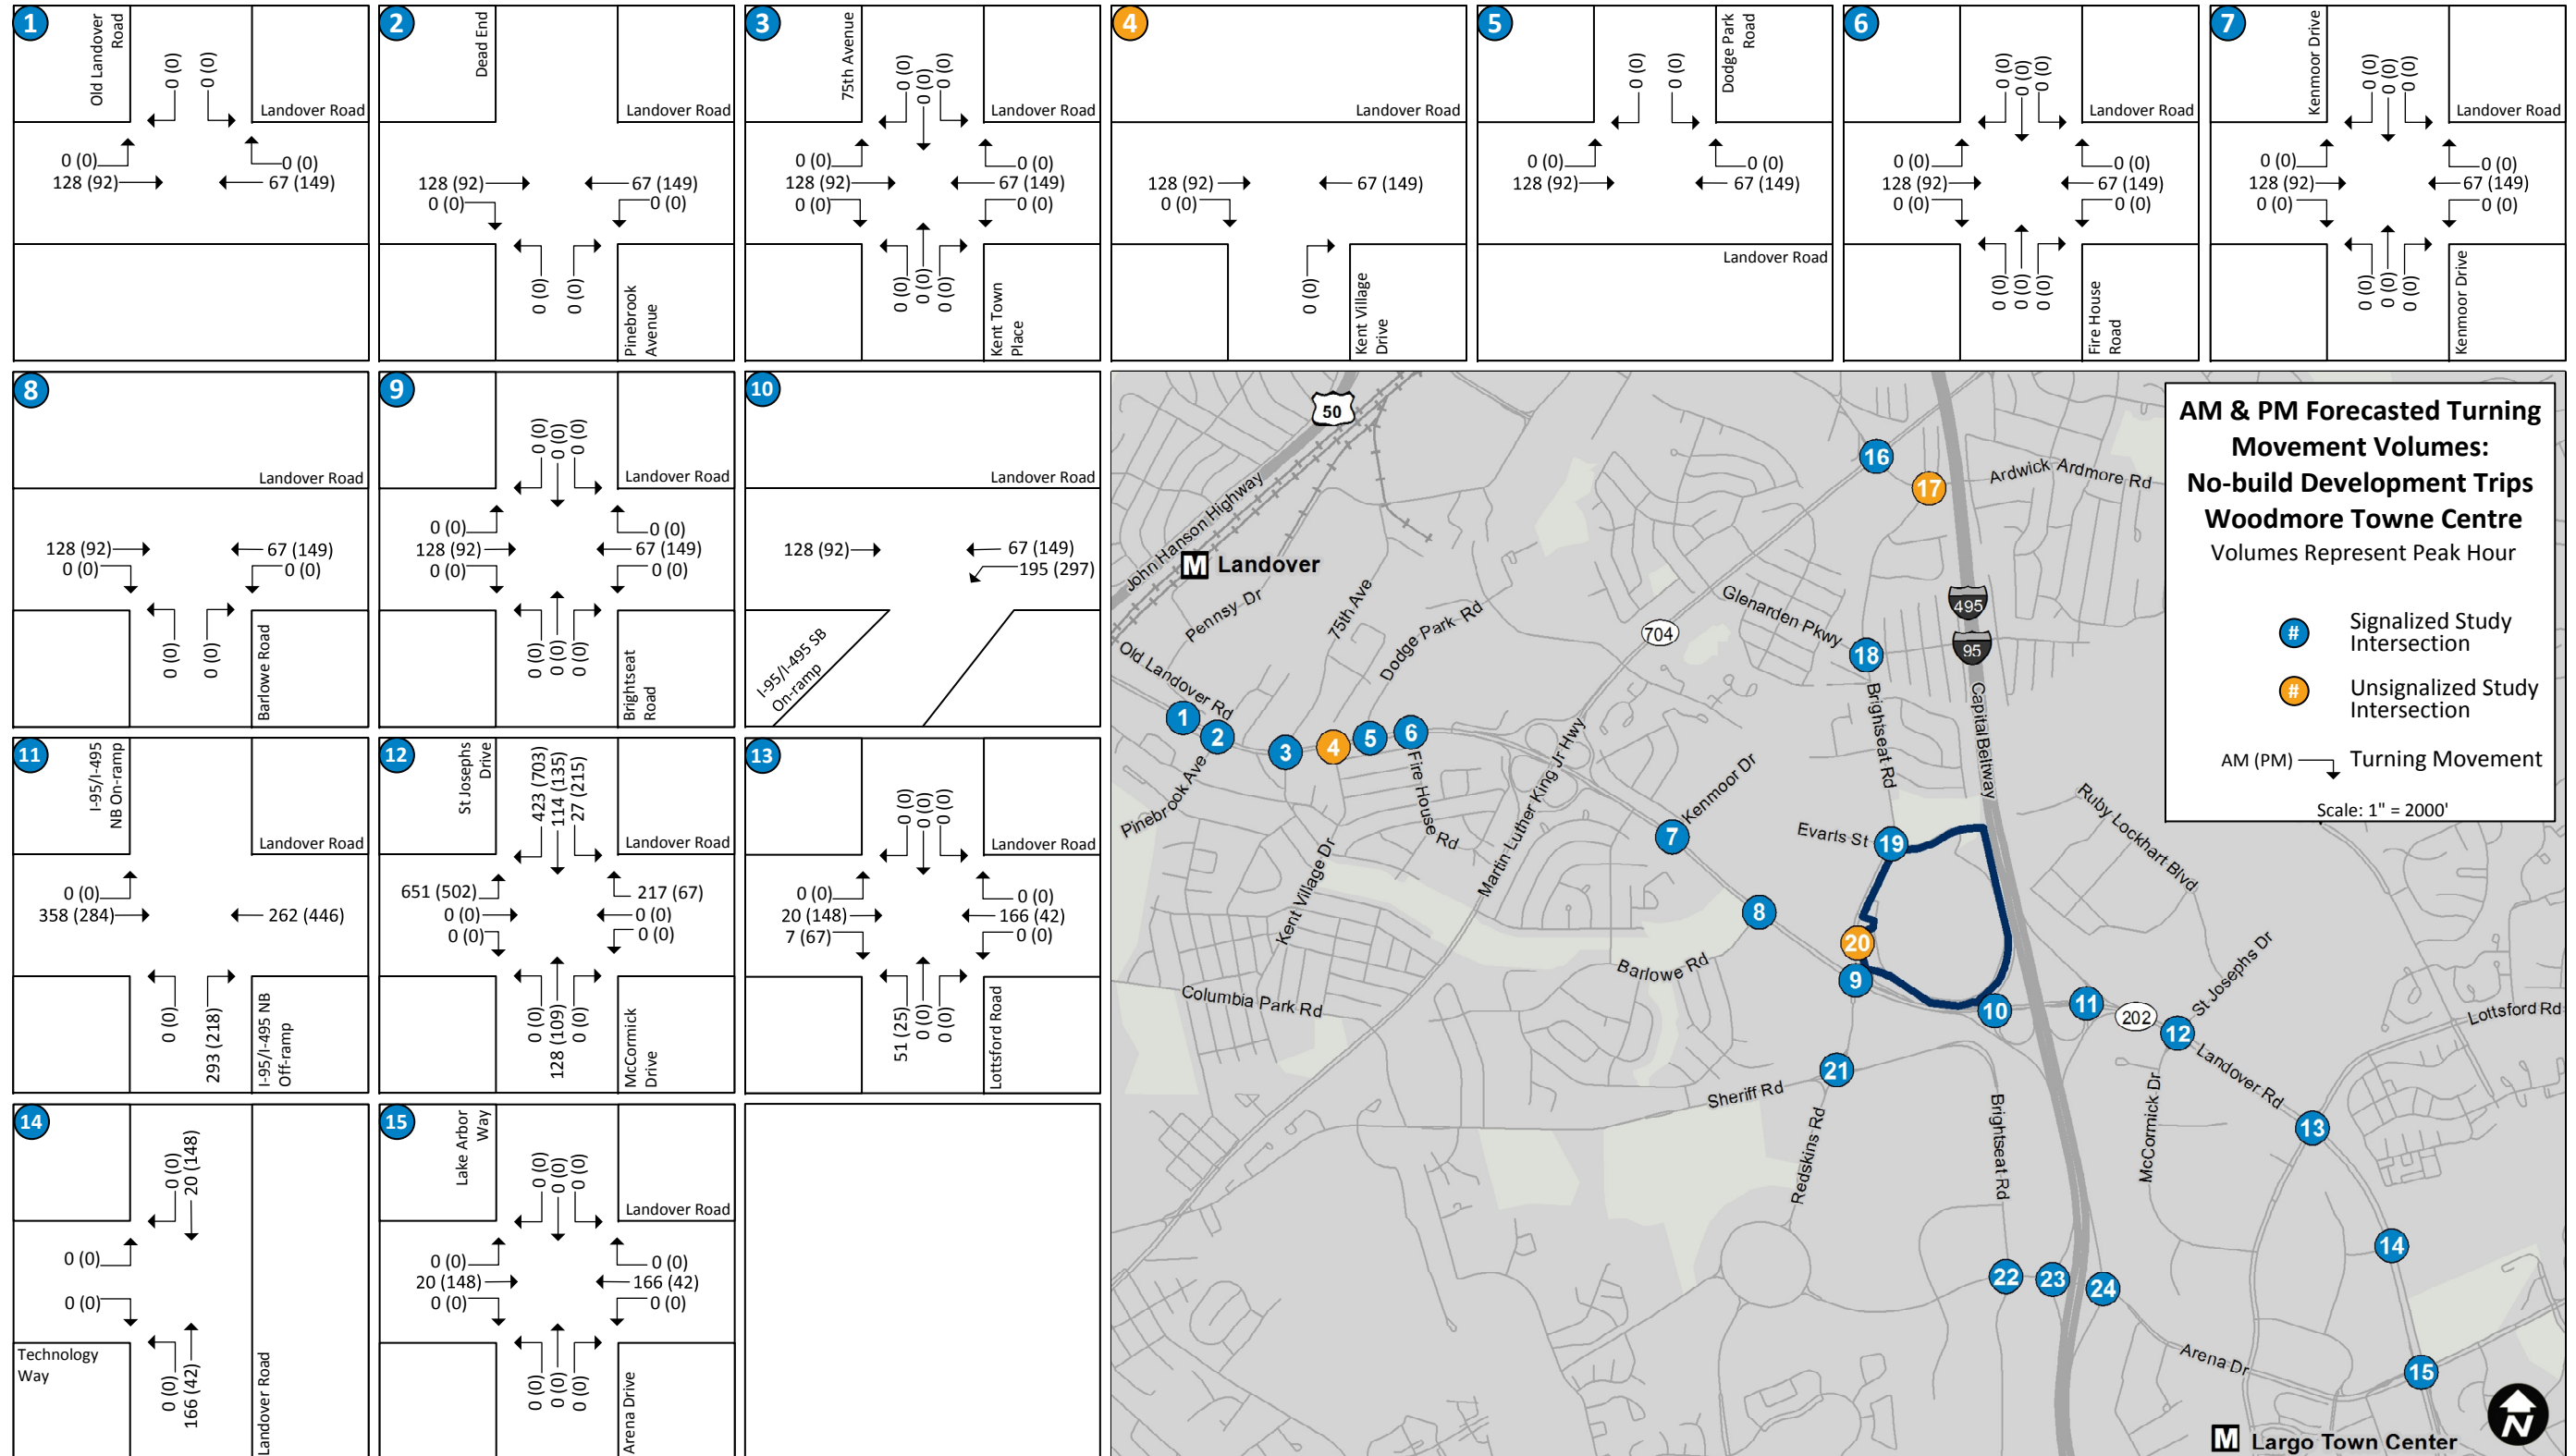 1
Old Landover
Road
0 (0)
0 (0)
Landover Road
0 (0)
128 (92)
0 (0)
67 (149)
2
Dead End
Landover Road
128 (92)
0 (0)
67 (149)
0 (0)
0 (0)
0 (0)
Pinebrook
Avenue
3
75th Avenue
0 (0)
0 (0)
0 (0)
Landover Road
0 (0)
128 (92)
0 (0)
0 (0)
67 (149)
0 (0)
0 (0)
0 (0)
0 (0)
Kent Town
Place
4
Landover Road
128 (92)
0 (0)
67 (149)
0 (0)
Kent Village
Drive
5
0 (0)
0 (0)
Dodge Park
Road
0 (0)
128 (92)
0 (0)
67 (149)
Landover Road
6
0 (0)
0 (0)
0 (0)
Landover Road
0 (0)
128 (92)
0 (0)
0 (0)
67 (149)
0 (0)
0 (0)
0 (0)
0 (0)
Fire House
Road
7
Kenmoor Drive
0 (0)
0 (0)
0 (0)
Landover Road
0 (0)
128 (92)
0 (0)
0 (0)
67 (149)
0 (0)
0 (0)
0 (0)
0 (0)
Kenmoor Drive
8
Landover Road
128 (92)
0 (0)
67 (149)
0 (0)
0 (0)
0 (0)
Barlowe Road
9
0 (0)
0 (0)
0 (0)
Landover Road
0 (0)
128 (92)
0 (0)
0 (0)
67 (149)
0 (0)
0 (0)
0 (0)
0 (0)
Brightseat
Road
10
Landover Road
128 (92)
67 (149)
195 (297)
I-95/I-495 SB
On-ramp
11
I-95/I-495
NB On-ramp
Landover Road
0 (0)
358 (284)
262 (446)
0 (0)
293 (218)
I-95/I-495 NB
Off-ramp
12
St Josephs
Drive
423 (703)
114 (135)
27 (215)
Landover Road
651 (502)
0 (0)
0 (0)
217 (67)
0 (0)
0 (0)
0 (0)
128 (109)
0 (0)
McCormick
Drive
13
0 (0)
0 (0)
0 (0)
Landover Road
0 (0)
20 (148)
7 (67)
0 (0)
166 (42)
0 (0)
51 (25)
0 (0)
0 (0)
Lottsford Road
14
0 (0)
20 (148)
0 (0)
0 (0)
Technology
Way
0 (0)
166 (42)
Landover Road
15
Lake Arbor
Way
0 (0)
0 (0)
0 (0)
Landover Road
0 (0)
20 (148)
0 (0)
0 (0)
166 (42)
0 (0)
0 (0)
0 (0)
0 (0)
Arena Drive
AM & PM Forecasted Turning
Movement Volumes:
No-build Development Trips
Woodmore Towne Centre
Volumes Represent Peak Hour
#
Signalized Study
Intersection
#
Unsignalized Study
Intersection
AM (PM)
Turning Movement
Scale: 1" = 2000'
50
John Hanson Highway
M Landover
Pennsy Dr
75th Ave
Dodge Park Rd
Old Landover Rd
704
Glenarden Pkwy
16
17
Ardwick Ardmore Rd
495
95
18
Brightseat Rd
Capital Beltway
1
2
3
4
5
6
Pinebrook Ave
Fire House Rd
Kent Village Dr
Martin Luther King Jr Hwy
Kenmoor Dr
7
Evarts St
19
Ruby Lockhart Blvd
8
20
9
Barlowe Rd
Columbia Park Rd
10
11
202
12
St Josephs Dr
Lottsford Rd
Landover Rd
21
Sheriff Rd
Redskins Rd
Brightseat Rd
McCormick Dr
13
14
22
23
24
Arena Dr
15
N
M Largo Town Center